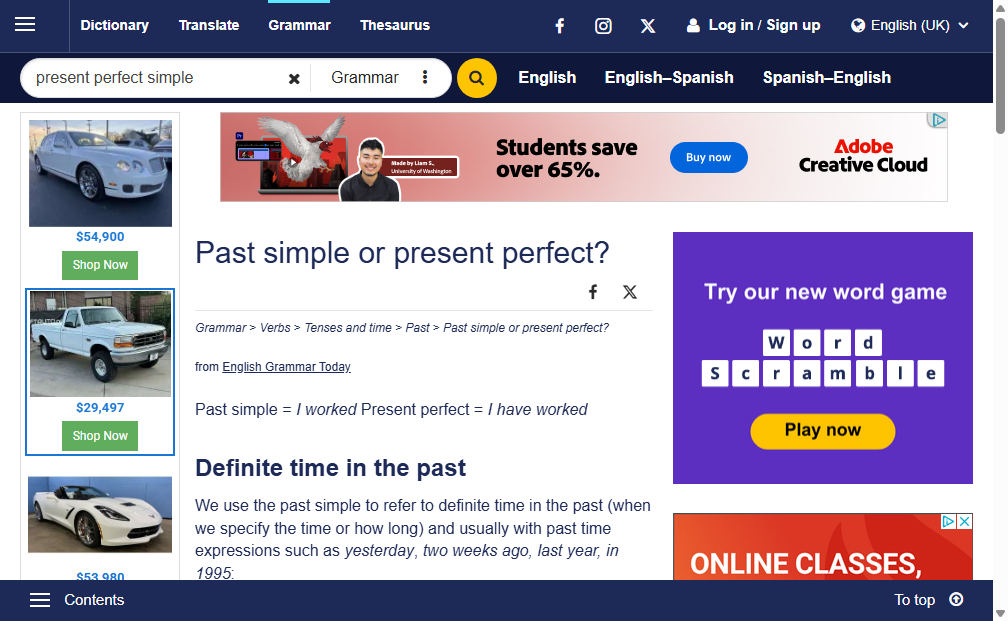 Dictionary
Translate
Grammar
Thesaurus
Log in / Sign up
English (UK)
present perfect simple
Grammar
English
English–Spanish
Spanish–English
$54,900
Shop Now
$29,497
Shop Now
$53,980
Made by Liam S.,
University of Washington
Students save
over 65%.
Buy now
Adobe
Creative Cloud
Past simple or present perfect?
Grammar > Verbs > Tenses and time > Past > Past simple or present perfect?
from English Grammar Today
Past simple = I worked Present perfect = I have worked
Definite time in the past
We use the past simple to refer to definite time in the past (when
we specify the time or how long) and usually with past time
expressions such as yesterday, two weeks ago, last year, in
1995:
Try our new word game
Word
Scramble
Play now
ONLINE CLASSES,
Contents
To top